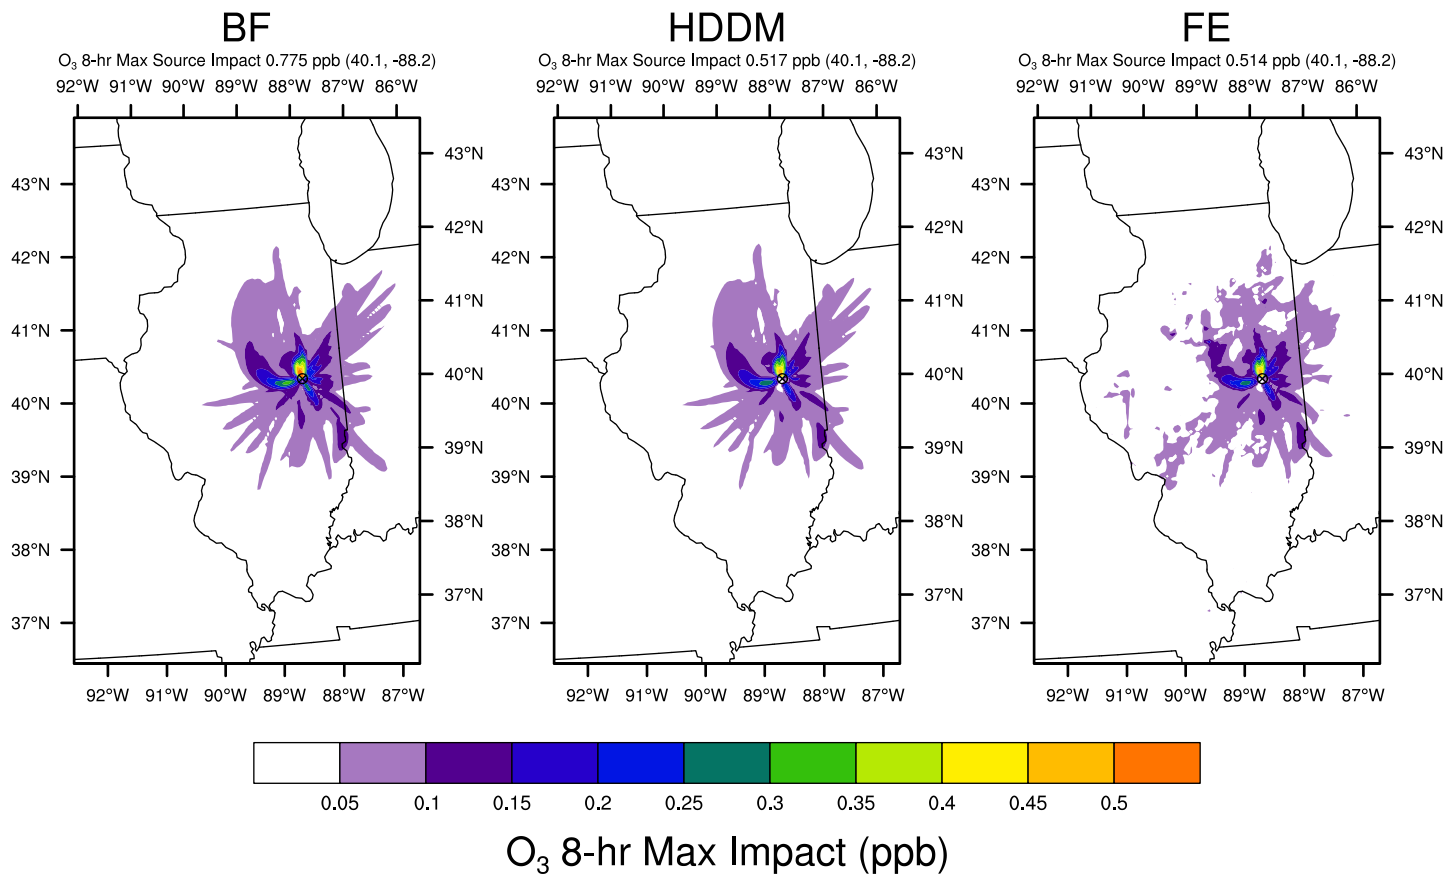 BF HDDM FE
O₃ 8-hr Max Source Impact 0.775 ppb (40.1, -88.2) O₃ 8-hr Max Source Impact 0.517 ppb (40.1, -88.2) O₃ 8-hr Max Source Impact 0.514 ppb (40.1, -88.2)
92°W 91°W 90°W 89°W 88°W 87°W 86°W 92°W 91°W 90°W 89°W 88°W 87°W 86°W 92°W 91°W 90°W 89°W 88°W 87°W 86°W
43°N 43°N 43°N
43°N 43°N 43°N
42°N 42°N 42°N
42°N 42°N 42°N
41°N 41°N 41°N
41°N 41°N 41°N
40°N 40°N 40°N
40°N 40°N 40°N
39°N 39°N 39°N
39°N 39°N 39°N
38°N 38°N 38°N
38°N 38°N 38°N
37°N 37°N 37°N
37°N 37°N 37°N
92°W 91°W 90°W 89°W 88°W 87°W 92°W 91°W 90°W 89°W 88°W 87°W 92°W 91°W 90°W 89°W 88°W 87°W
0.05 0.1 0.15 0.2 0.25 0.3 0.35 0.4 0.45 0.5
O₃ 8-hr Max Impact (ppb)